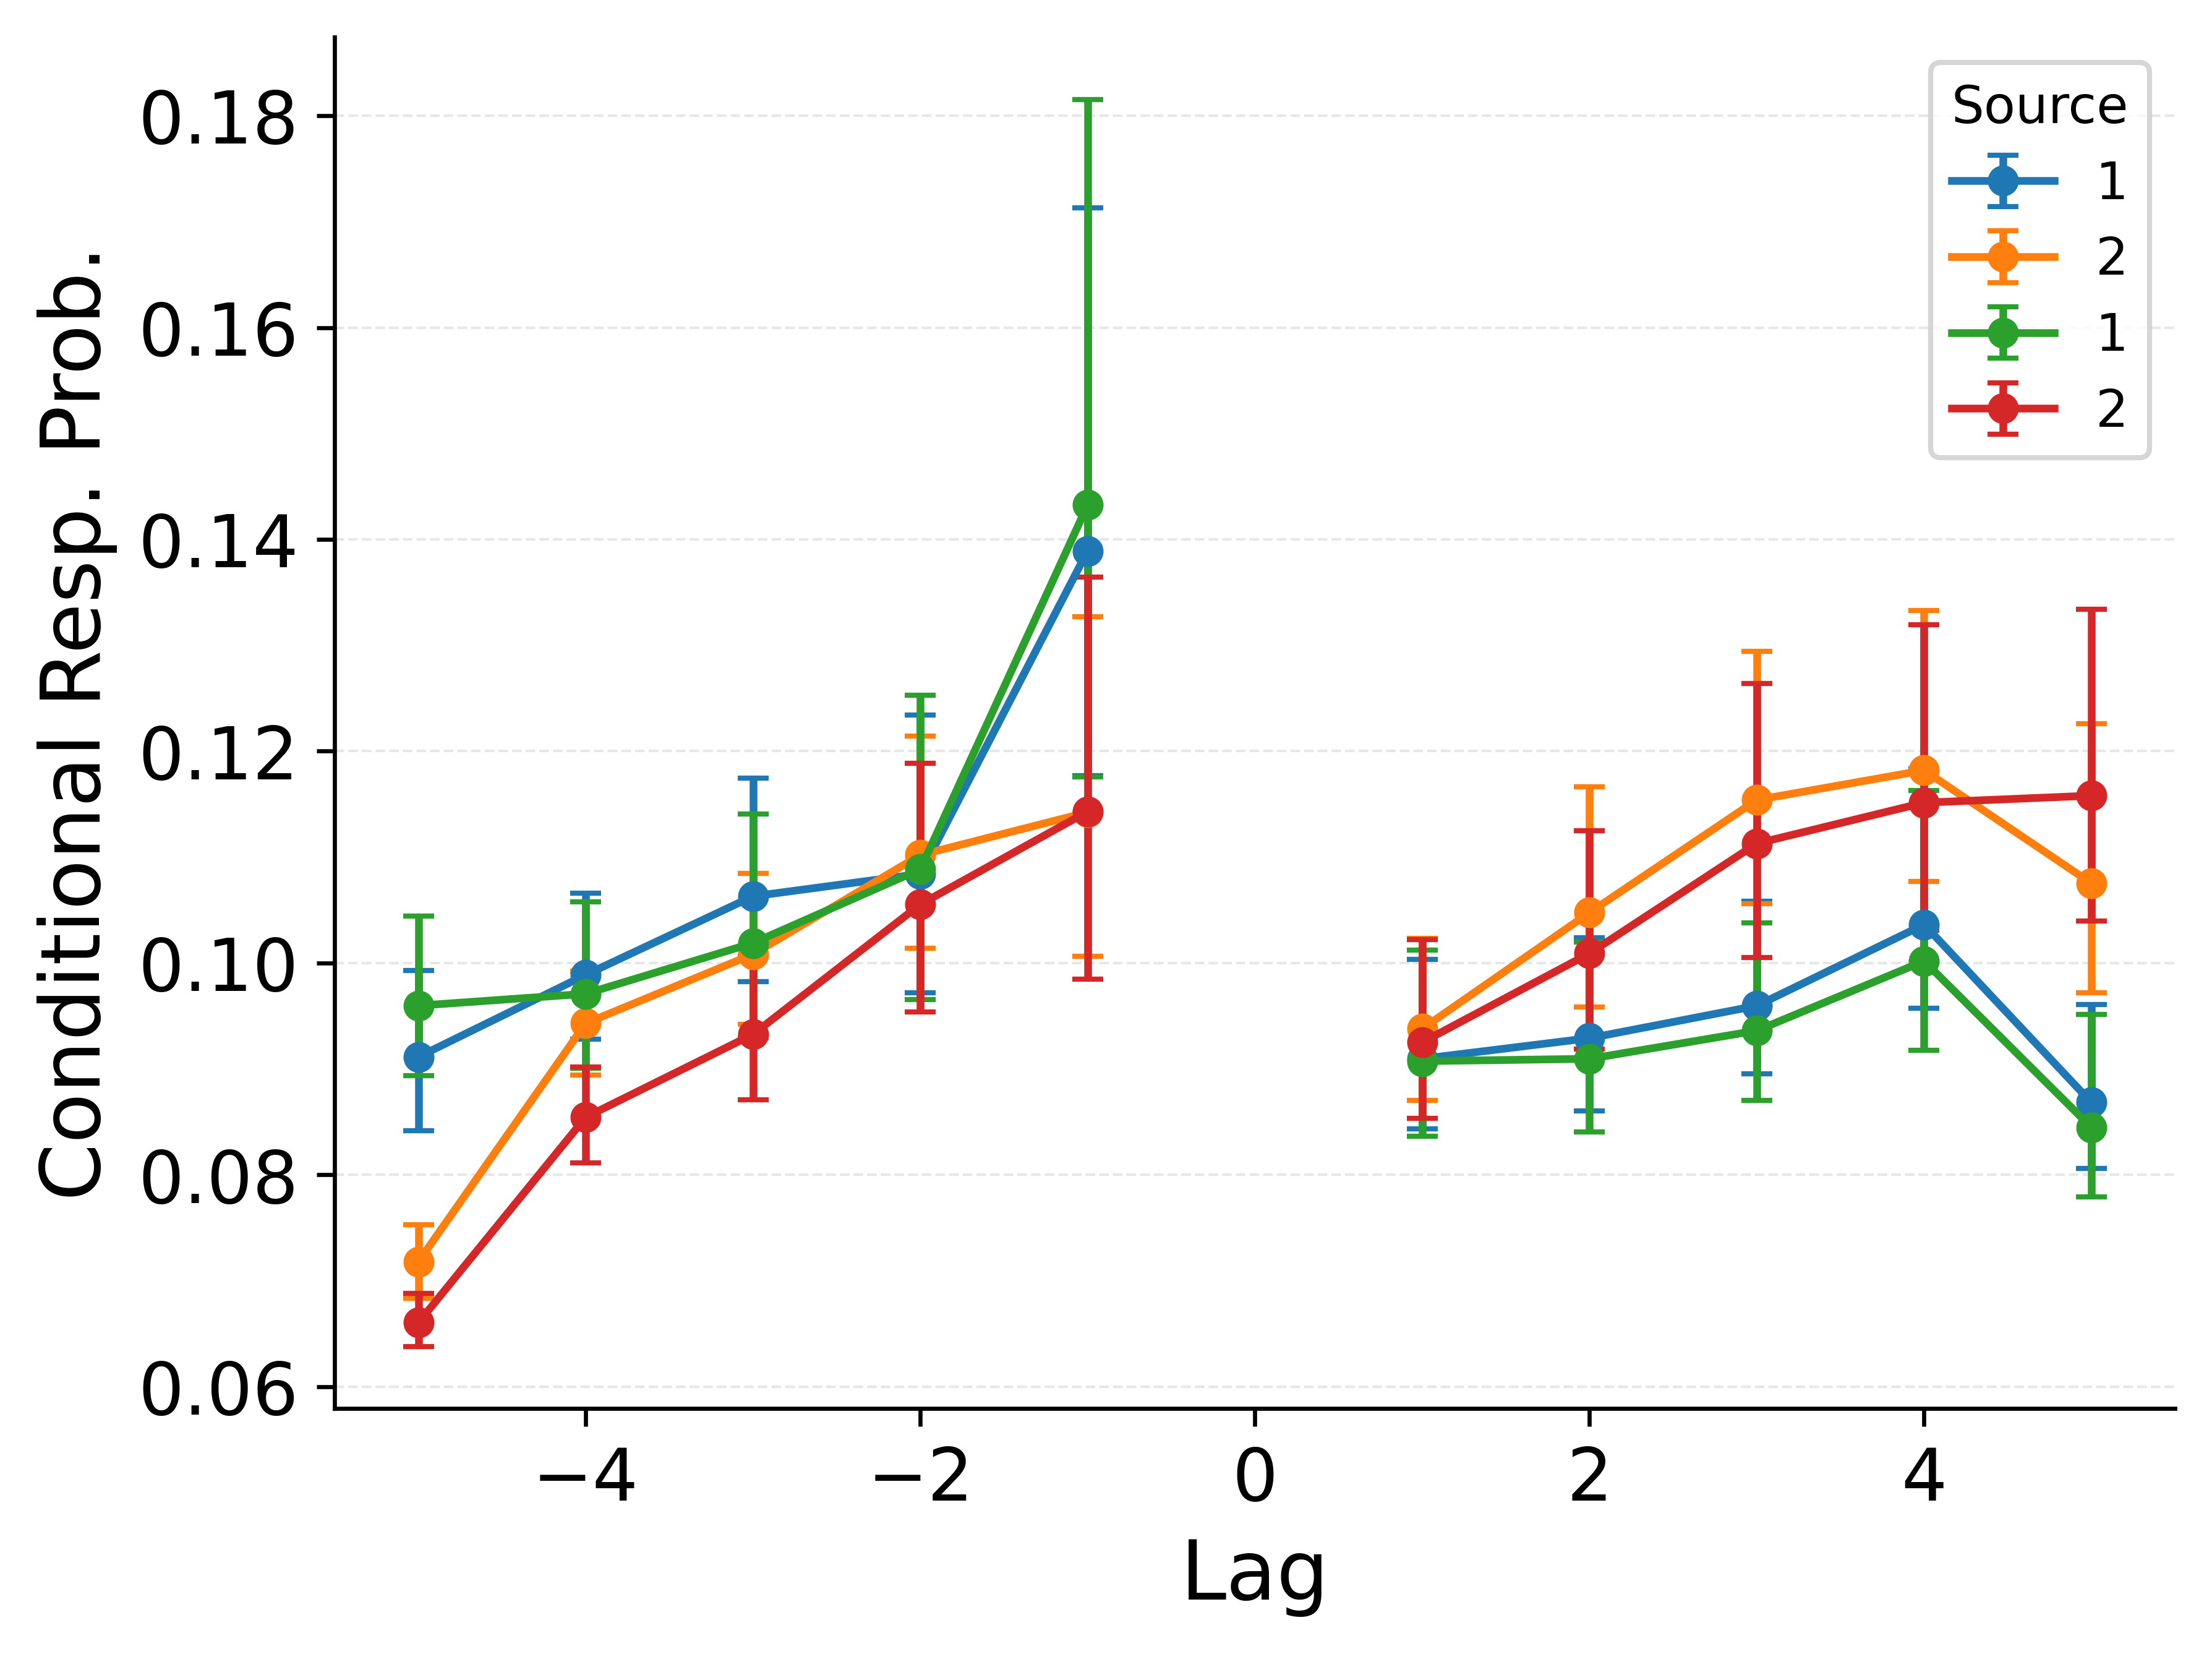 Conditional Resp. Prob.
0.18
0.16
0.14
0.12
0.10
0.08
0.06
Source
1
2
1
2
−4 −2 0 2 4
Lag